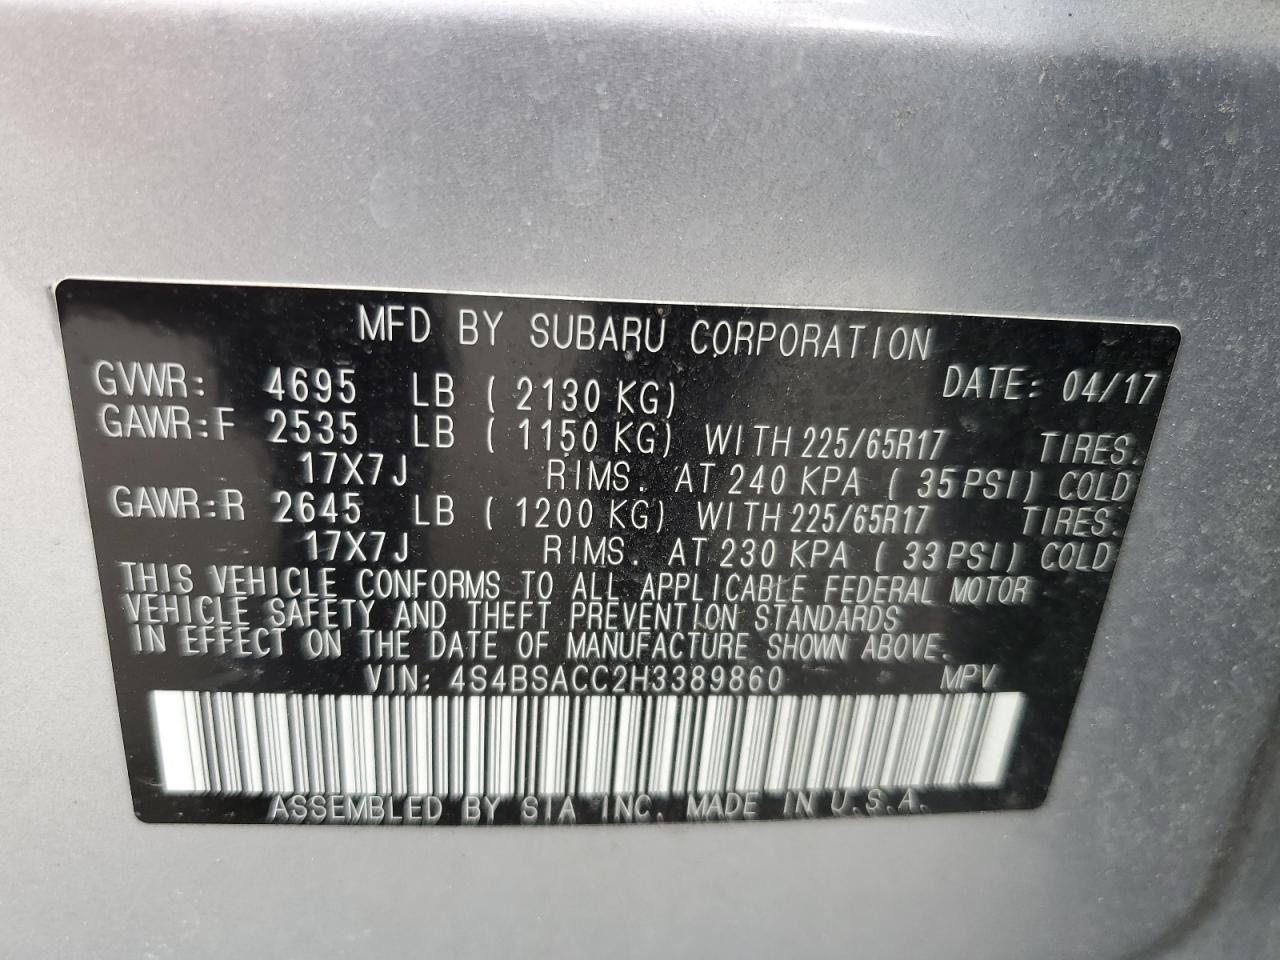 MFD BY SUBARU CORPORATION
GVWR: 4695 LB ( 2130 KG) DATE: 04/17
GAWR:F 2535 LB ( 1150 KG) WITH 225/65R17 TIRES.
17X7J RIMS. AT 240 KPA ( 35 PSI) COLD
GAWR:R 2645 LB ( 1200 KG) WITH 225/65R17 TIRES.
17X7J RIMS. AT 230 KPA ( 33 PSI) COLD
THIS VEHICLE CONFORMS TO ALL APPLICABLE FEDERAL MOTOR
VEHICLE SAFETY AND THEFT PREVENTION STANDARDS
IN EFFECT ON THE DATE OF MANUFACTURE SHOWN ABOVE.
VIN: 4S4BSACC2H3389860 MPV
ASSEMBLED BY SIA INC. MADE IN U.S.A.